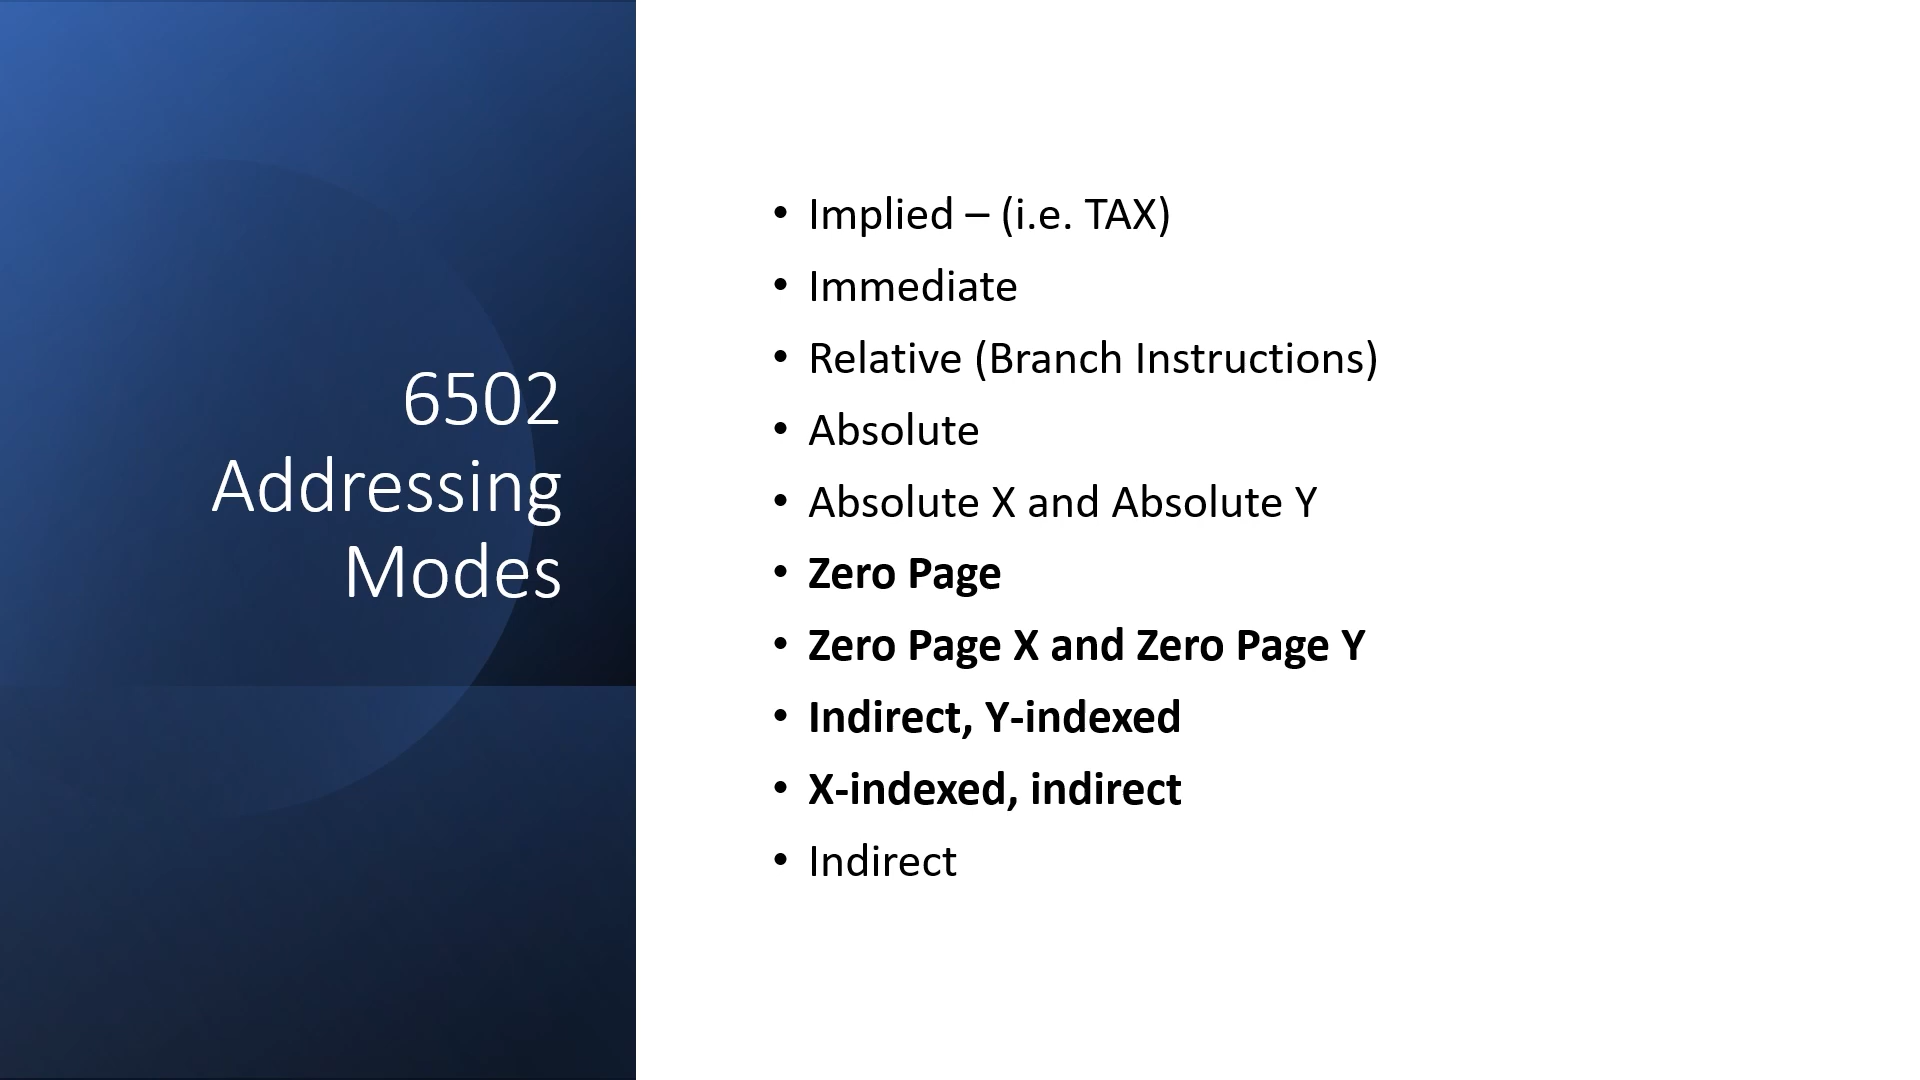 6502
Addressing
Modes
• Implied – (i.e. TAX)
• Immediate
• Relative (Branch Instructions)
• Absolute
• Absolute X and Absolute Y
• Zero Page
• Zero Page X and Zero Page Y
• Indirect, Y-indexed
• X-indexed, indirect
• Indirect